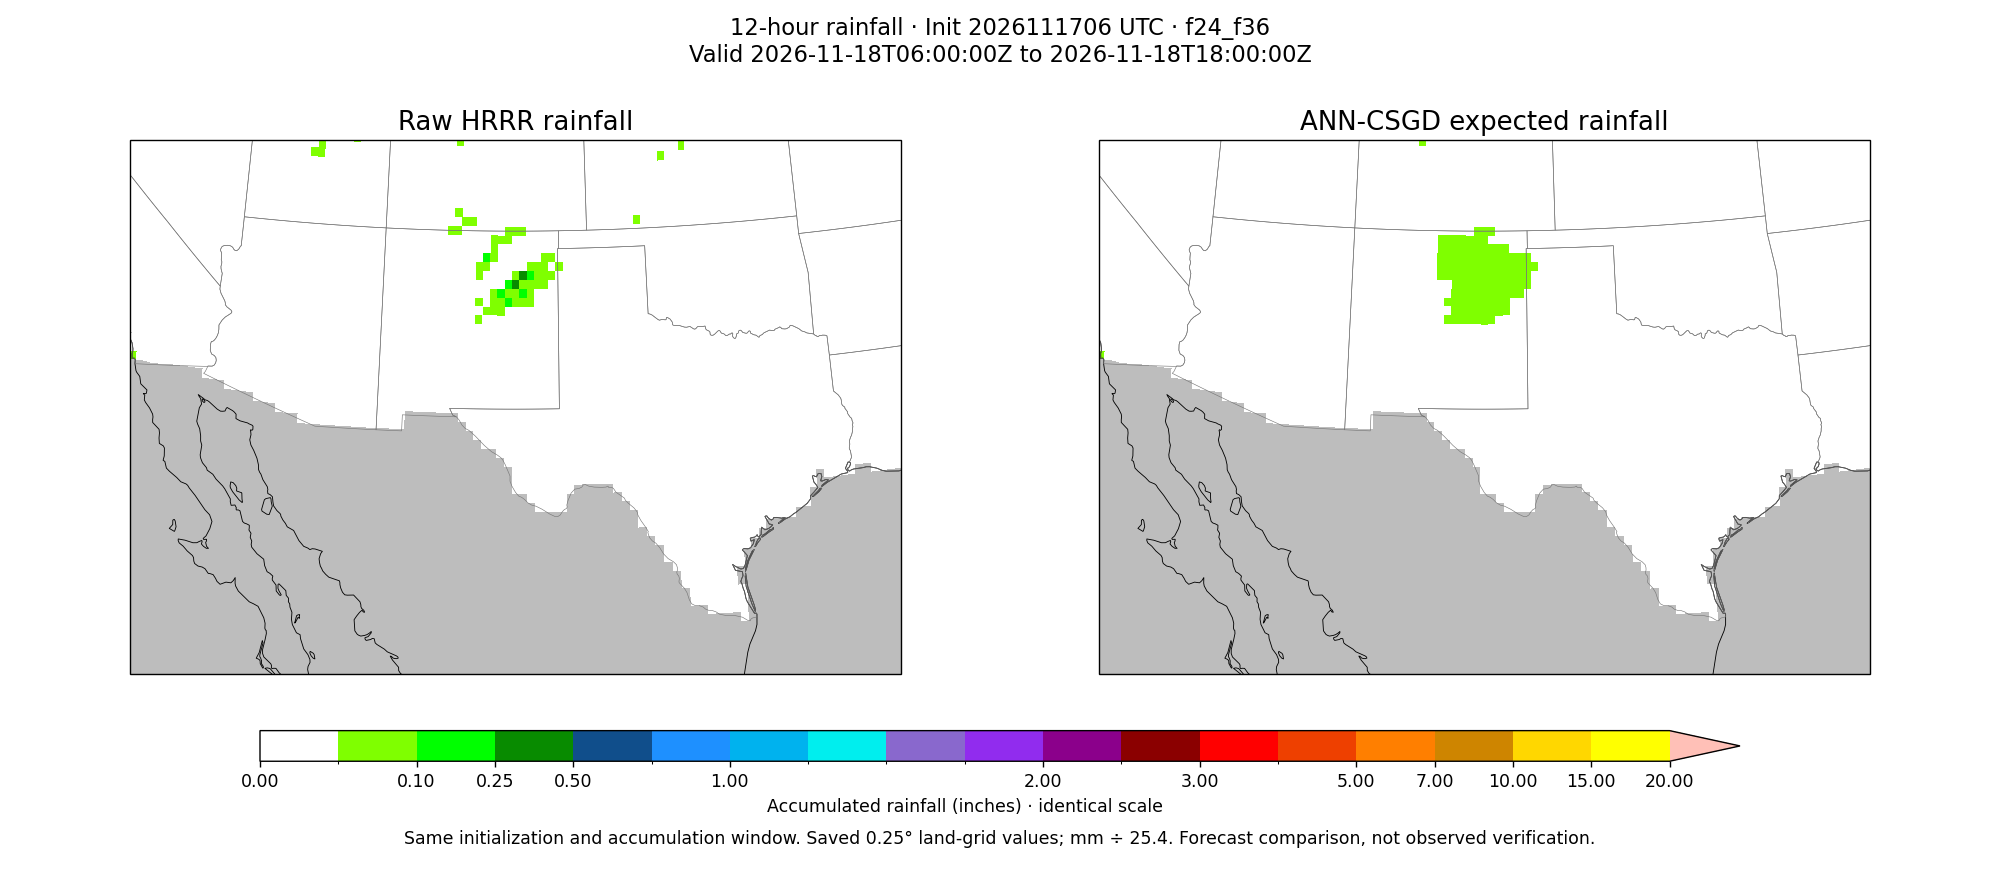 12-hour rainfall · Init 2026111706 UTC · f24_f36
Valid 2026-11-18T06:00:00Z to 2026-11-18T18:00:00Z
Raw HRRR rainfall
ANN-CSGD expected rainfall
0.00 0.10 0.25 0.50 1.00 2.00 3.00 5.00 7.00 10.00 15.00 20.00
Accumulated rainfall (inches) · identical scale
Same initialization and accumulation window. Saved 0.25° land-grid values; mm ÷ 25.4. Forecast comparison, not observed verification.